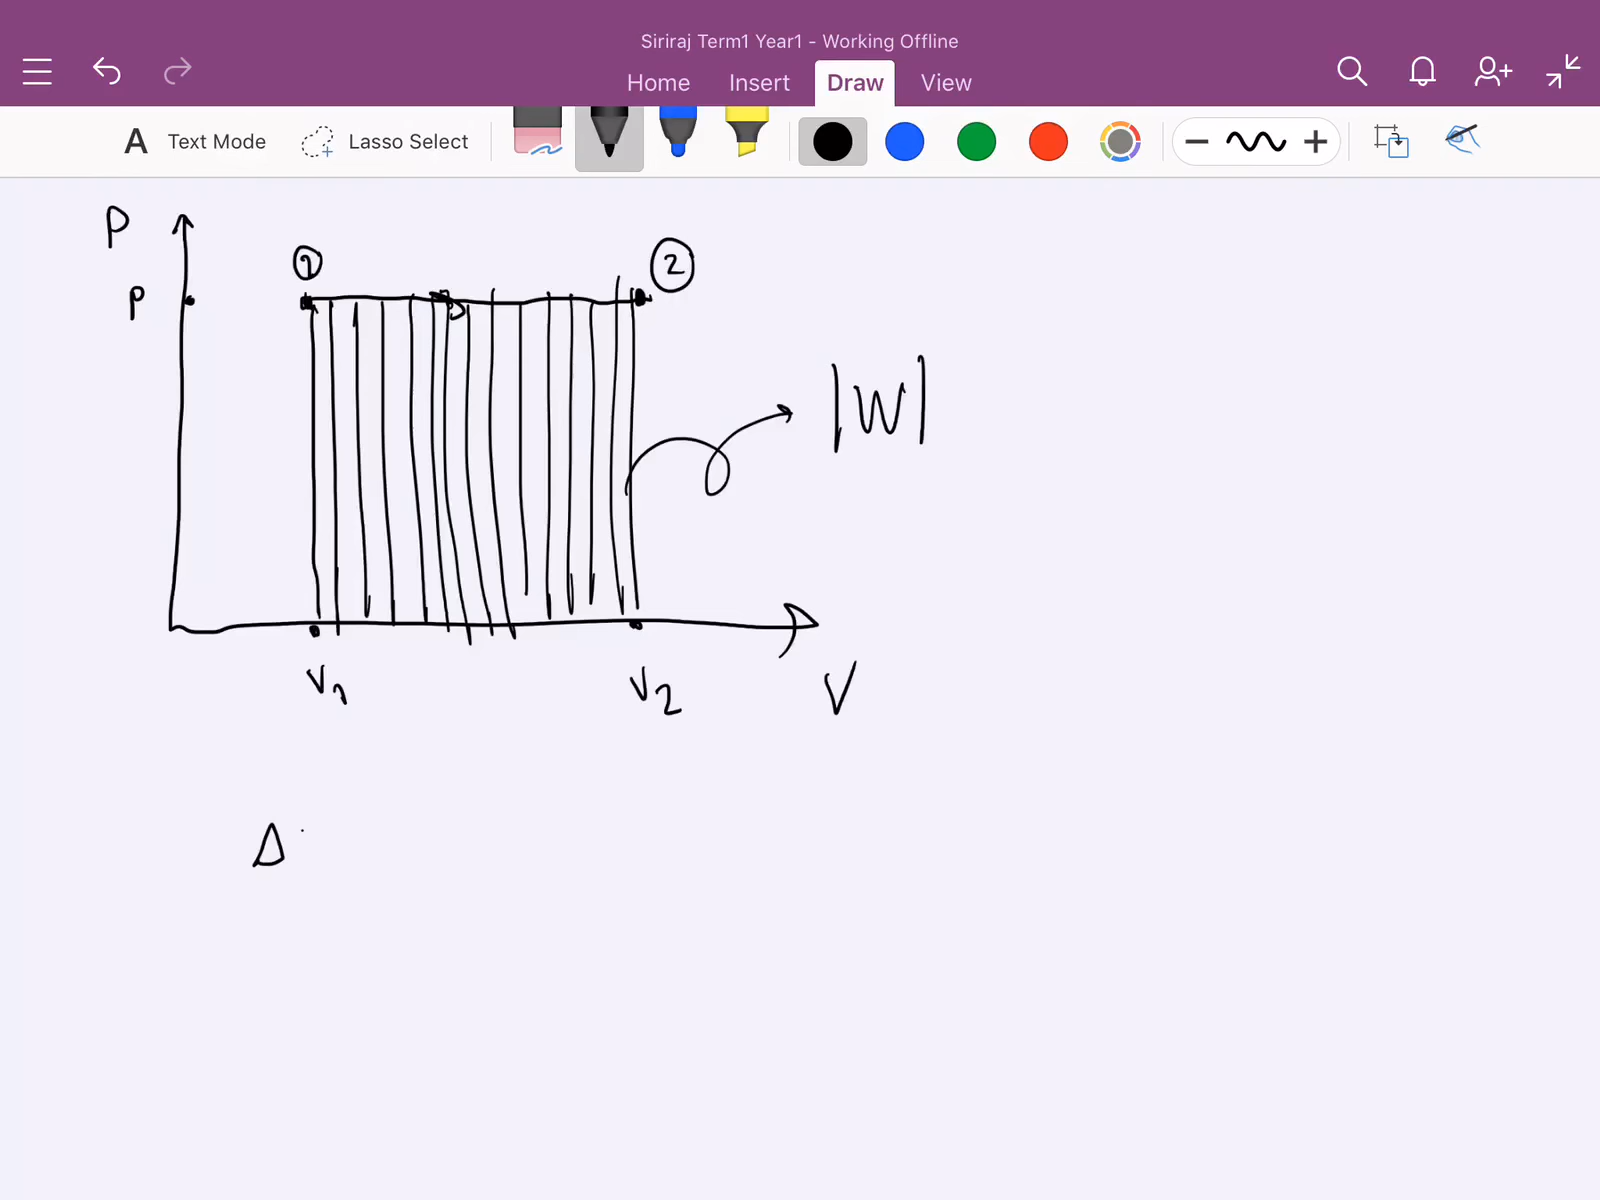 Siriraj Term1 Year1 - Working Offline
Home Insert Draw View
A Text Mode Lasso Select
P
① ②
P
|W|
V₁ V₂ V
Δ